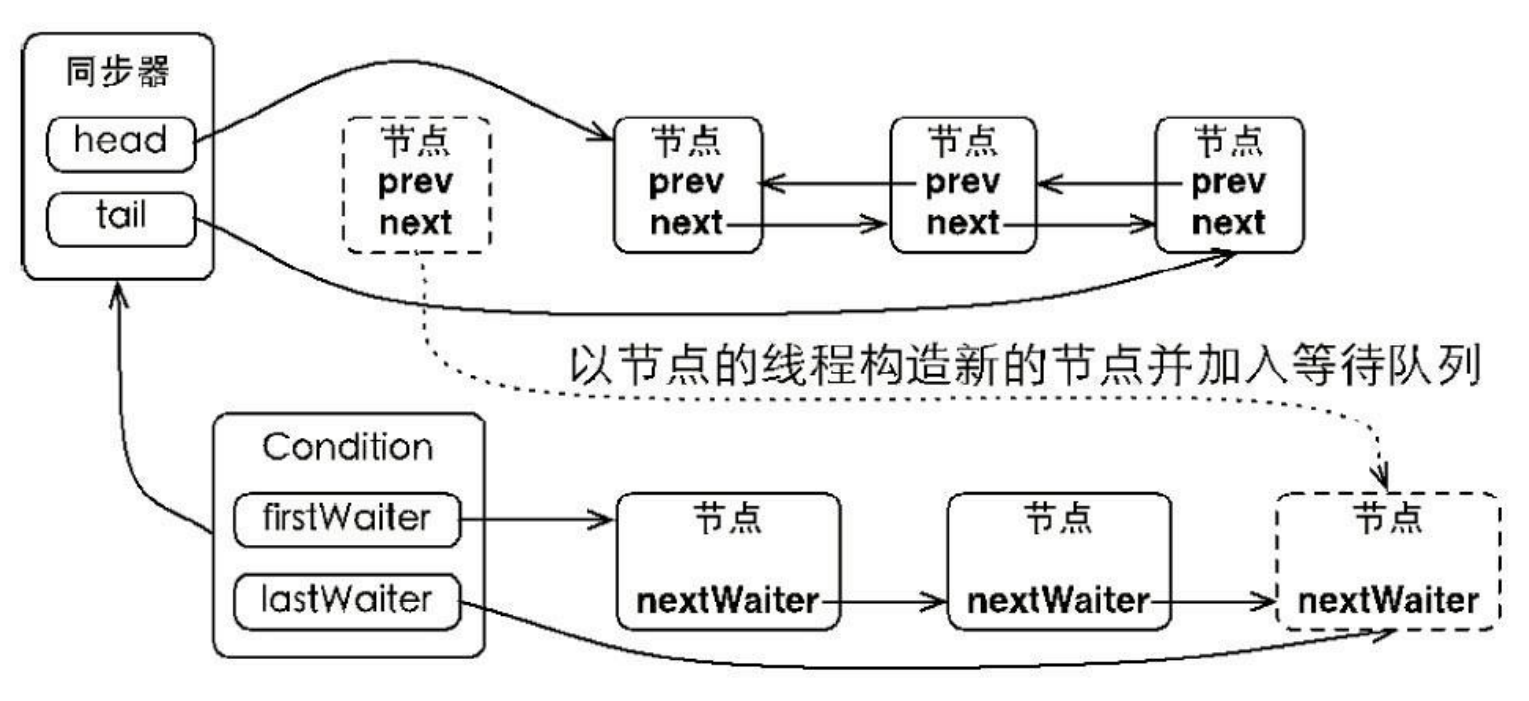 同步器
head
tail
节点
prev
next
节点
prev
next
节点
prev
next
节点
prev
next
以节点的线程构造新的节点并加入等待队列
Condition
firstWaiter
lastWaiter
节点
nextWaiter
节点
nextWaiter
节点
nextWaiter